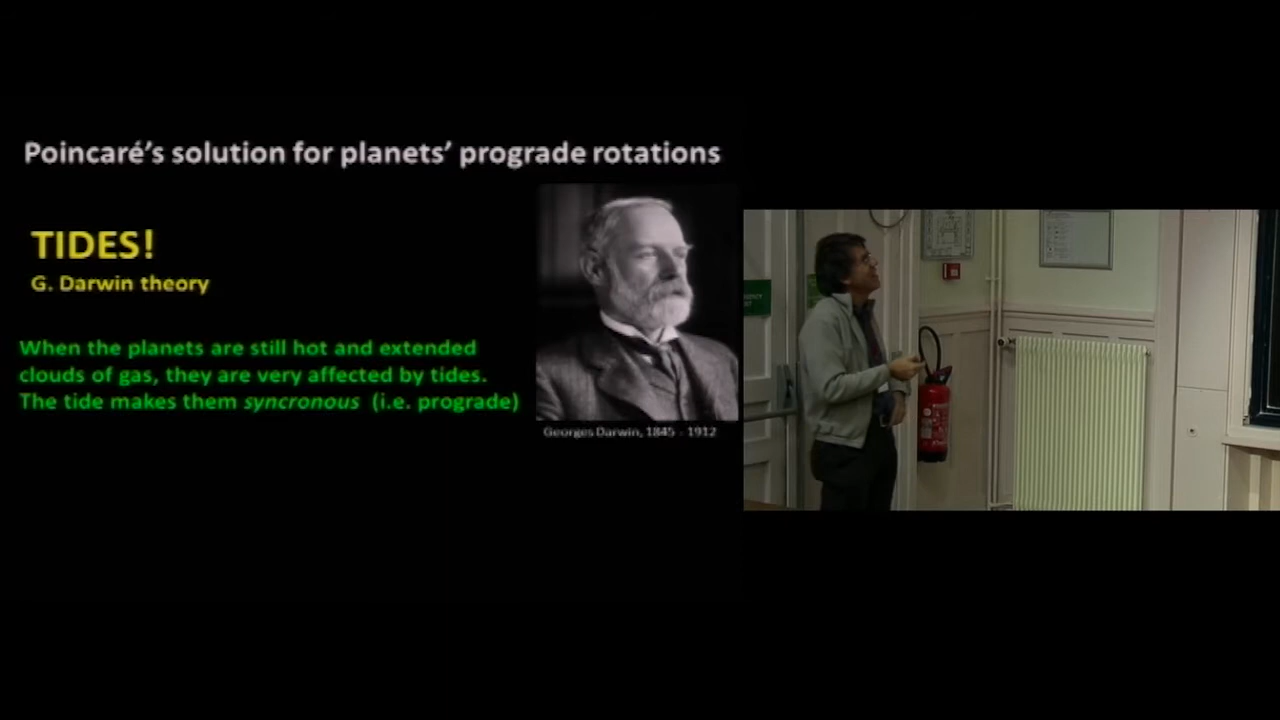 Poincaré's solution for planets' prograde rotations
TIDES!
G. Darwin theory
When the planets are still hot and extended
clouds of gas, they are very affected by tides.
The tide makes them syncronous (i.e. prograde)
Georges Darwin, 1845 - 1912